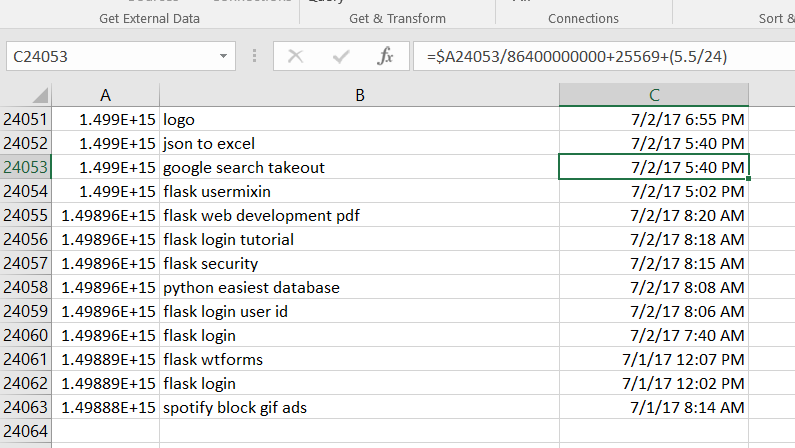 Query
Get External Data
Get & Transform
Connections
Sort &
C24053
fx
=$A24053/86400000000+25569+(5.5/24)
A B C
24051 1.499E+15 logo 7/2/17 6:55 PM
24052 1.499E+15 json to excel 7/2/17 5:40 PM
24053 1.499E+15 google search takeout 7/2/17 5:40 PM
24054 1.499E+15 flask usermixin 7/2/17 5:02 PM
24055 1.49896E+15 flask web development pdf 7/2/17 8:20 AM
24056 1.49896E+15 flask login tutorial 7/2/17 8:18 AM
24057 1.49896E+15 flask security 7/2/17 8:15 AM
24058 1.49896E+15 python easiest database 7/2/17 8:08 AM
24059 1.49896E+15 flask login user id 7/2/17 8:06 AM
24060 1.49896E+15 flask login 7/2/17 7:40 AM
24061 1.49889E+15 flask wtforms 7/1/17 12:07 PM
24062 1.49889E+15 flask login 7/1/17 12:02 PM
24063 1.49888E+15 spotify block gif ads 7/1/17 8:14 AM
24064